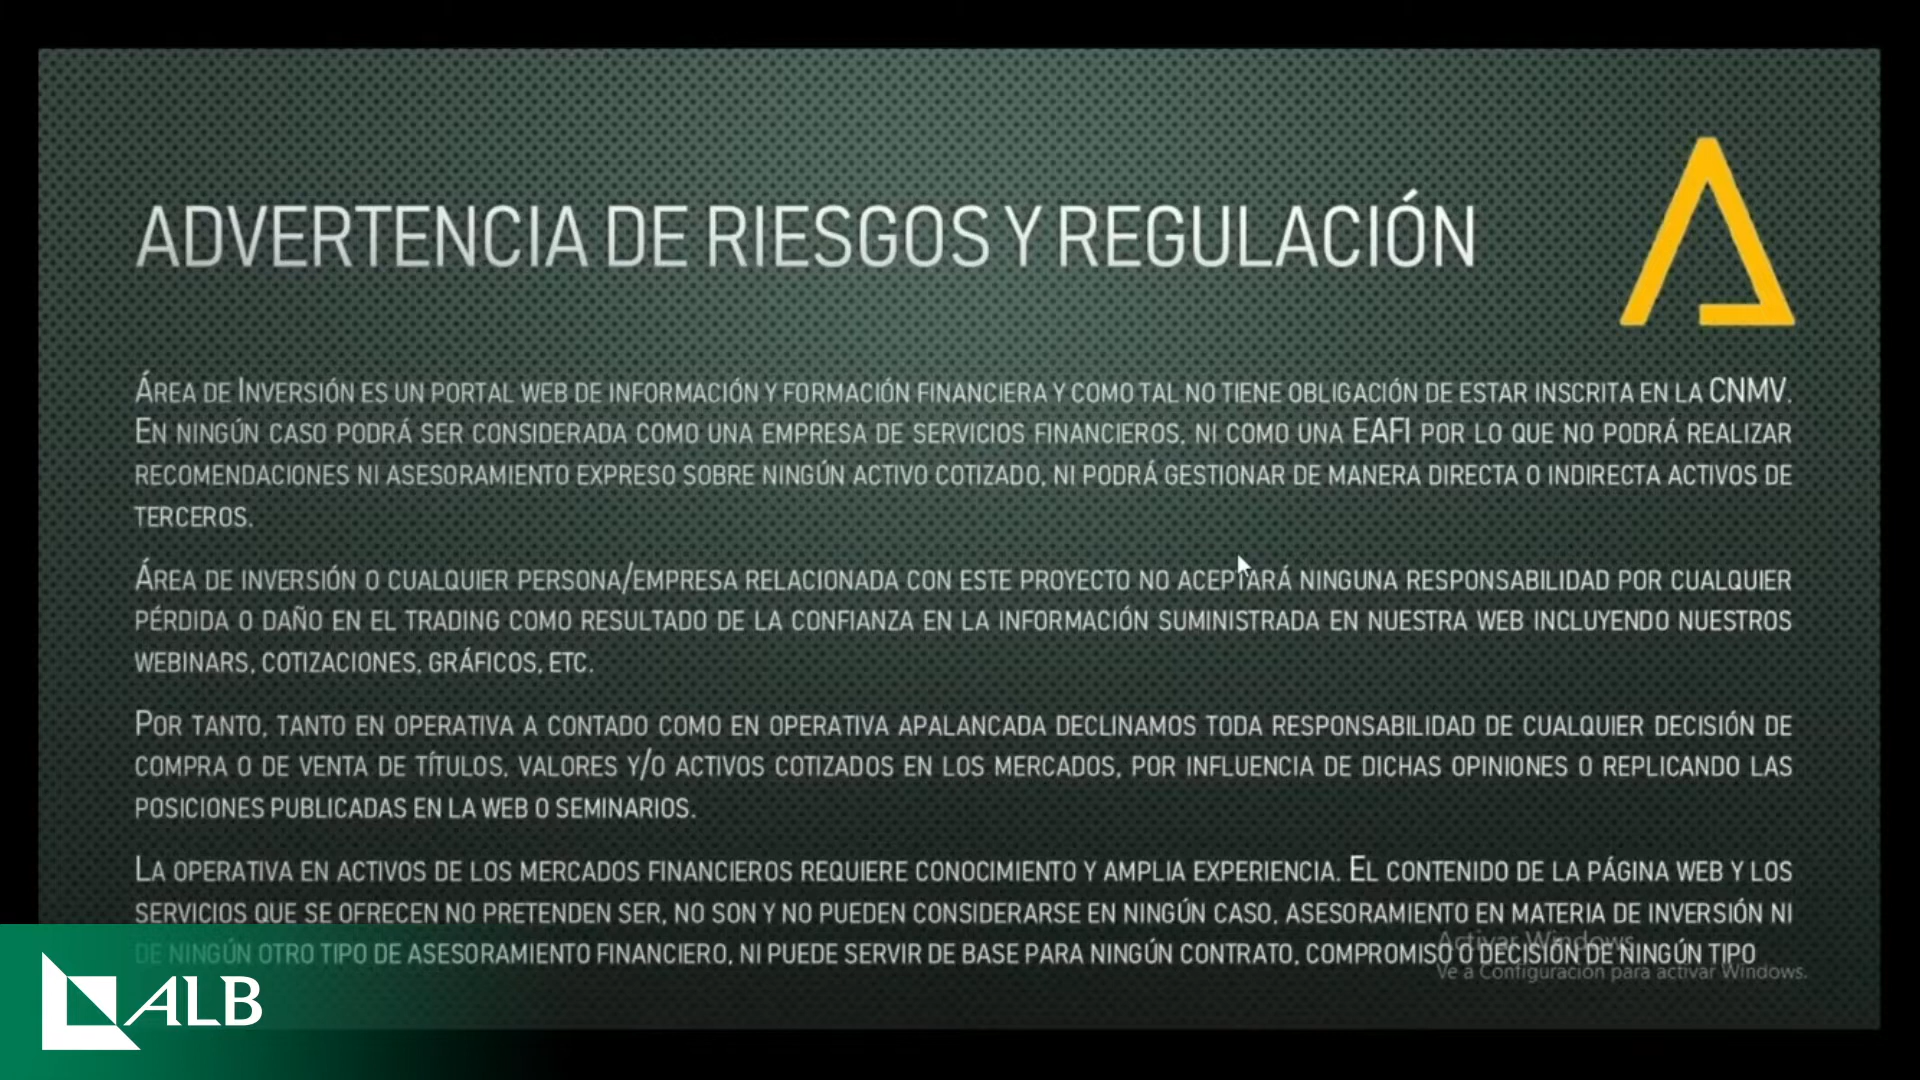 ADVERTENCIA DE RIESGOS Y REGULACIÓN
ÁREA DE INVERSIÓN ES UN PORTAL WEB DE INFORMACIÓN Y FORMACIÓN FINANCIERA Y COMO TAL NO TIENE OBLIGACIÓN DE ESTAR INSCRITA EN LA CNMV.
EN NINGÚN CASO PODRÁ SER CONSIDERADA COMO UNA EMPRESA DE SERVICIOS FINANCIEROS, NI COMO UNA EAFI POR LO QUE NO PODRÁ REALIZAR
RECOMENDACIONES NI ASESORAMIENTO EXPRESO SOBRE NINGÚN ACTIVO COTIZADO, NI PODRÁ GESTIONAR DE MANERA DIRECTA O INDIRECTA ACTIVOS DE
TERCEROS.
ÁREA DE INVERSIÓN O CUALQUIER PERSONA/EMPRESA RELACIONADA CON ESTE PROYECTO NO ACEPTARÁ NINGUNA RESPONSABILIDAD POR CUALQUIER
PÉRDIDA O DAÑO EN EL TRADING COMO RESULTADO DE LA CONFIANZA EN LA INFORMACIÓN SUMINISTRADA EN NUESTRA WEB INCLUYENDO NUESTROS
WEBINARS, COTIZACIONES, GRÁFICOS, ETC.
POR TANTO, TANTO EN OPERATIVA A CONTADO COMO EN OPERATIVA APALANCADA DECLINAMOS TODA RESPONSABILIDAD DE CUALQUIER DECISIÓN DE
COMPRA O DE VENTA DE TÍTULOS, VALORES Y/O ACTIVOS COTIZADOS EN LOS MERCADOS, POR INFLUENCIA DE DICHAS OPINIONES O REPLICANDO LAS
POSICIONES PUBLICADAS EN LA WEB O SEMINARIOS.
LA OPERATIVA EN ACTIVOS DE LOS MERCADOS FINANCIEROS REQUIERE CONOCIMIENTO Y AMPLIA EXPERIENCIA. EL CONTENIDO DE LA PÁGINA WEB Y LOS
SERVICIOS QUE SE OFRECEN NO PRETENDEN SER, NO SON Y NO PUEDEN CONSIDERARSE EN NINGÚN CASO, ASESORAMIENTO EN MATERIA DE INVERSIÓN NI
DE NINGÚN OTRO TIPO DE ASESORAMIENTO FINANCIERO, NI PUEDE SERVIR DE BASE PARA NINGÚN CONTRATO, COMPROMISO O DECISIÓN DE NINGÚN TIPO
Activar Windows
Ve a Configuración para activar Windows.
ALB